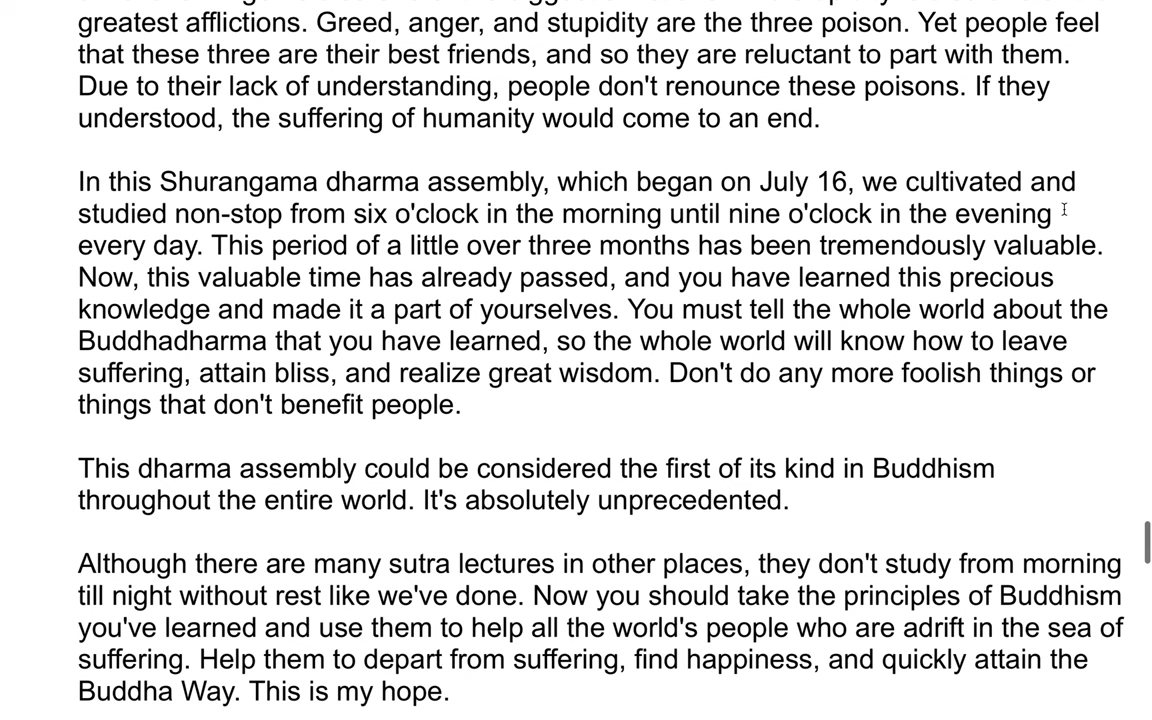 greatest afflictions. Greed, anger, and stupidity are the three poison. Yet people feel
that these three are their best friends, and so they are reluctant to part with them.
Due to their lack of understanding, people don't renounce these poisons. If they
understood, the suffering of humanity would come to an end.
In this Shurangama dharma assembly, which began on July 16, we cultivated and
studied non-stop from six o'clock in the morning until nine o'clock in the evening
every day. This period of a little over three months has been tremendously valuable.
Now, this valuable time has already passed, and you have learned this precious
knowledge and made it a part of yourselves. You must tell the whole world about the
Buddhadharma that you have learned, so the whole world will know how to leave
suffering, attain bliss, and realize great wisdom. Don't do any more foolish things or
things that don't benefit people.
This dharma assembly could be considered the first of its kind in Buddhism
throughout the entire world. It's absolutely unprecedented.
Although there are many sutra lectures in other places, they don't study from morning
till night without rest like we've done. Now you should take the principles of Buddhism
you've learned and use them to help all the world's people who are adrift in the sea of
suffering. Help them to depart from suffering, find happiness, and quickly attain the
Buddha Way. This is my hope.